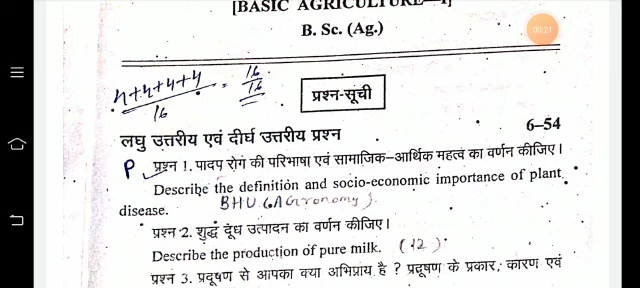 [BASIC AGRICULTURE—I]
B. Sc. (Ag.)
00:21
4+4+4+4 = 16
16 16
प्रश्न-सूची
लघु उत्तरीय एवं दीर्घ उत्तरीय प्रश्न 6–54
P प्रश्न 1. पादप रोग की परिभाषा एवं सामाजिक-आर्थिक महत्व का वर्णन कीजिए।
Describe the definition and socio-economic importance of plant
disease. BHU (Agronomy).
प्रश्न 2. शुद्ध दूध उत्पादन का वर्णन कीजिए।
Describe the production of pure milk. (12)
प्रश्न 3. प्रदूषण से आपका क्या अभिप्राय है ? प्रदूषण के प्रकार, कारण एवं